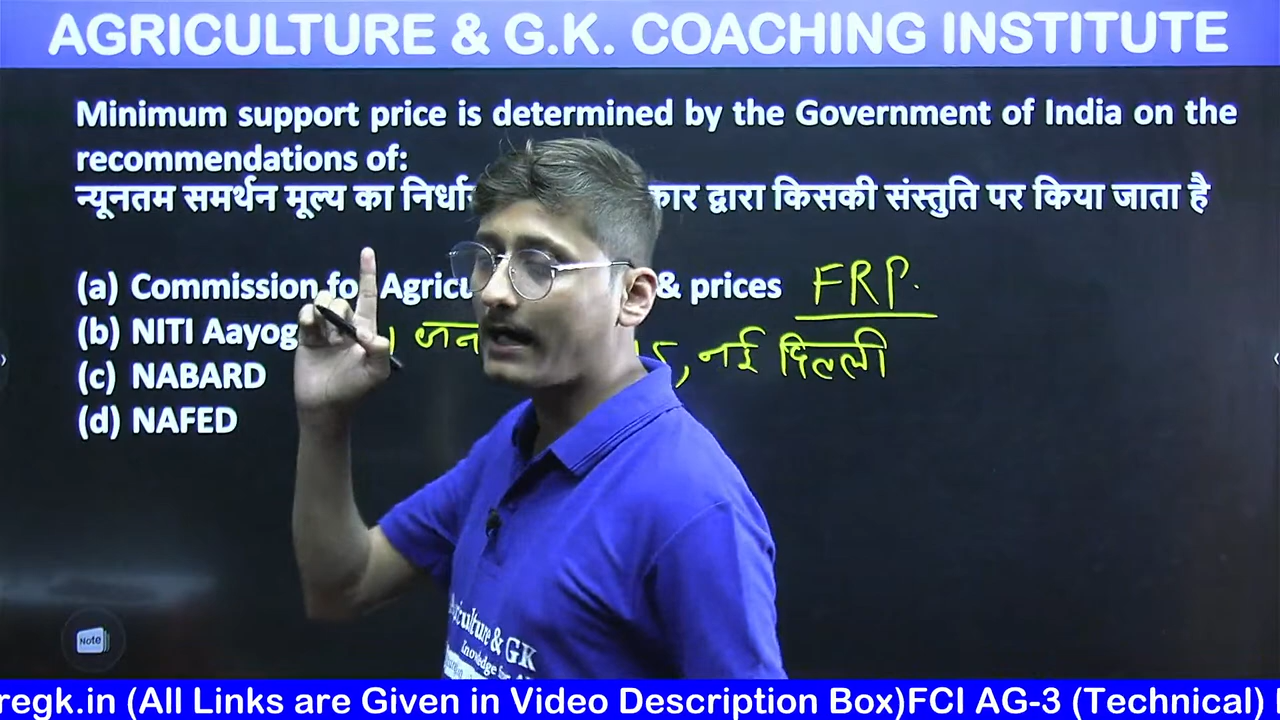 AGRICULTURE & G.K. COACHING INSTITUTE
Minimum support price is determined by the Government of India on the
recommendations of:
न्यूनतम समर्थन मूल्य का द्वारा किसकी संस्तुति पर किया जाता है
(a) Commission & prices FRP.
(b) NITI Aayog
नई दिल्ली
(c) NABARD
(d) NAFED
& GK
Note
regk.in (All Links are Given in Video Description Box)FCI AG-3 (Technical)